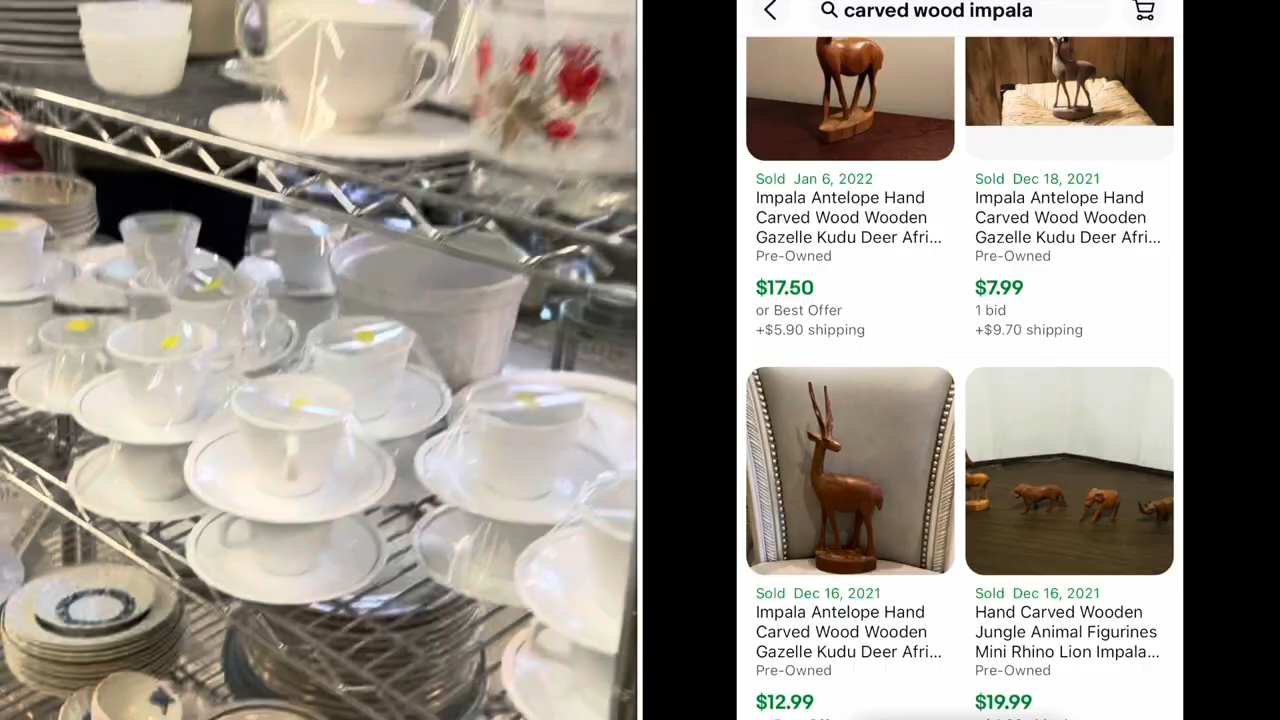 carved wood impala
Sold Jan 6, 2022
Impala Antelope Hand
Carved Wood Wooden
Gazelle Kudu Deer Afri...
Pre-Owned
$17.50
or Best Offer
+$5.90 shipping
Sold Dec 18, 2021
Impala Antelope Hand
Carved Wood Wooden
Gazelle Kudu Deer Afri...
Pre-Owned
$7.99
1 bid
+$9.70 shipping
Sold Dec 16, 2021
Impala Antelope Hand
Carved Wood Wooden
Gazelle Kudu Deer Afri...
Pre-Owned
$12.99
Sold Dec 16, 2021
Hand Carved Wooden
Jungle Animal Figurines
Mini Rhino Lion Impala...
Pre-Owned
$19.99